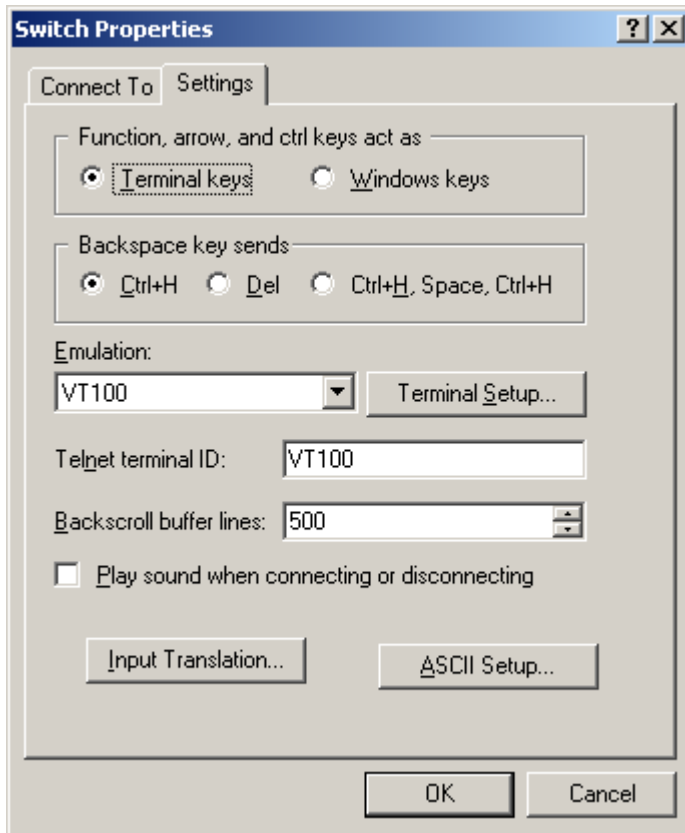 Switch Properties
Connect To Settings
Function, arrow, and ctrl keys act as
Terminal keys Windows keys
Backspace key sends
Ctrl+H Del Ctrl+H, Space, Ctrl+H
Emulation:
VT100 Terminal Setup...
Telnet terminal ID: VT100
Backscroll buffer lines: 500
Play sound when connecting or disconnecting
Input Translation... ASCII Setup...
OK Cancel